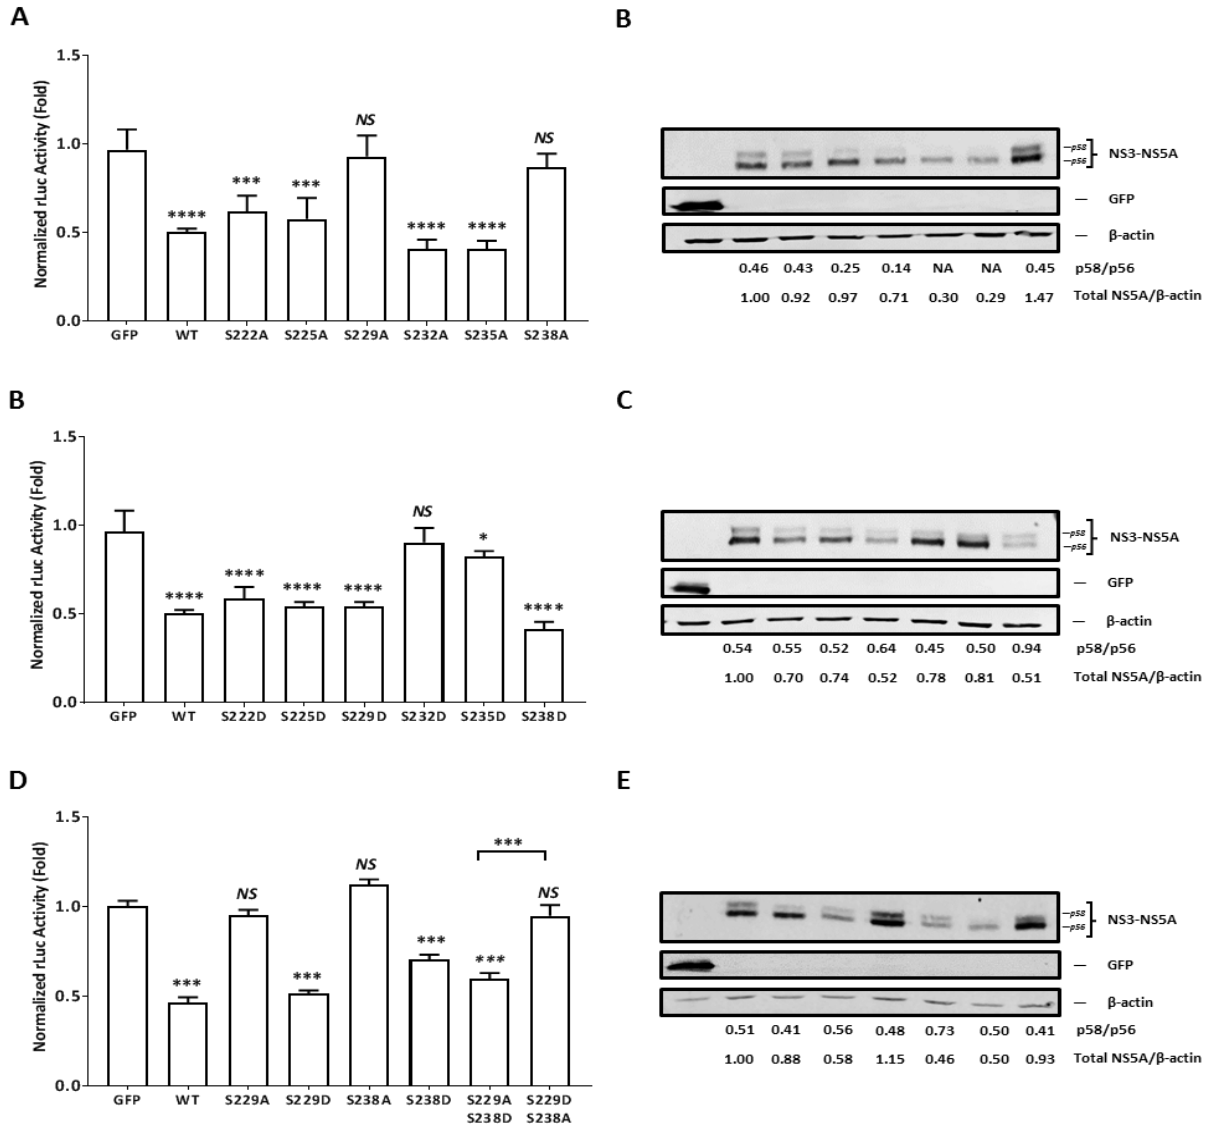 A
Normalized rLuc Activity (Fold)
1.5
1.0
0.5
0.0
****
***
***
NS
****
****
NS
GFP WT S222A S225A S229A S232A S235A S238A
B
p58
p56
NS3-NS5A
GFP
β-actin
0.46 0.43 0.25 0.14 NA NA 0.45 p58/p56
1.00 0.92 0.97 0.71 0.30 0.29 1.47 Total NS5A/β-actin
B
Normalized rLuc Activity (Fold)
1.5
1.0
0.5
0.0
****
****
****
****
NS
*
****
GFP WT S222D S225D S229D S232D S235D S238D
C
p58
p56
NS3-NS5A
GFP
β-actin
0.54 0.55 0.52 0.64 0.45 0.50 0.94 p58/p56
1.00 0.70 0.74 0.52 0.78 0.81 0.51 Total NS5A/β-actin
D
Normalized rLuc Activity (Fold)
1.5
1.0
0.5
0.0
***
NS
***
NS
***
***
***
NS
GFP WT S229A S229D S238A S238D S229A S229D
S238D S238A
E
p58
p56
NS3-NS5A
GFP
β-actin
0.51 0.41 0.56 0.48 0.73 0.50 0.41 p58/p56
1.00 0.88 0.58 1.15 0.46 0.50 0.93 Total NS5A/β-actin